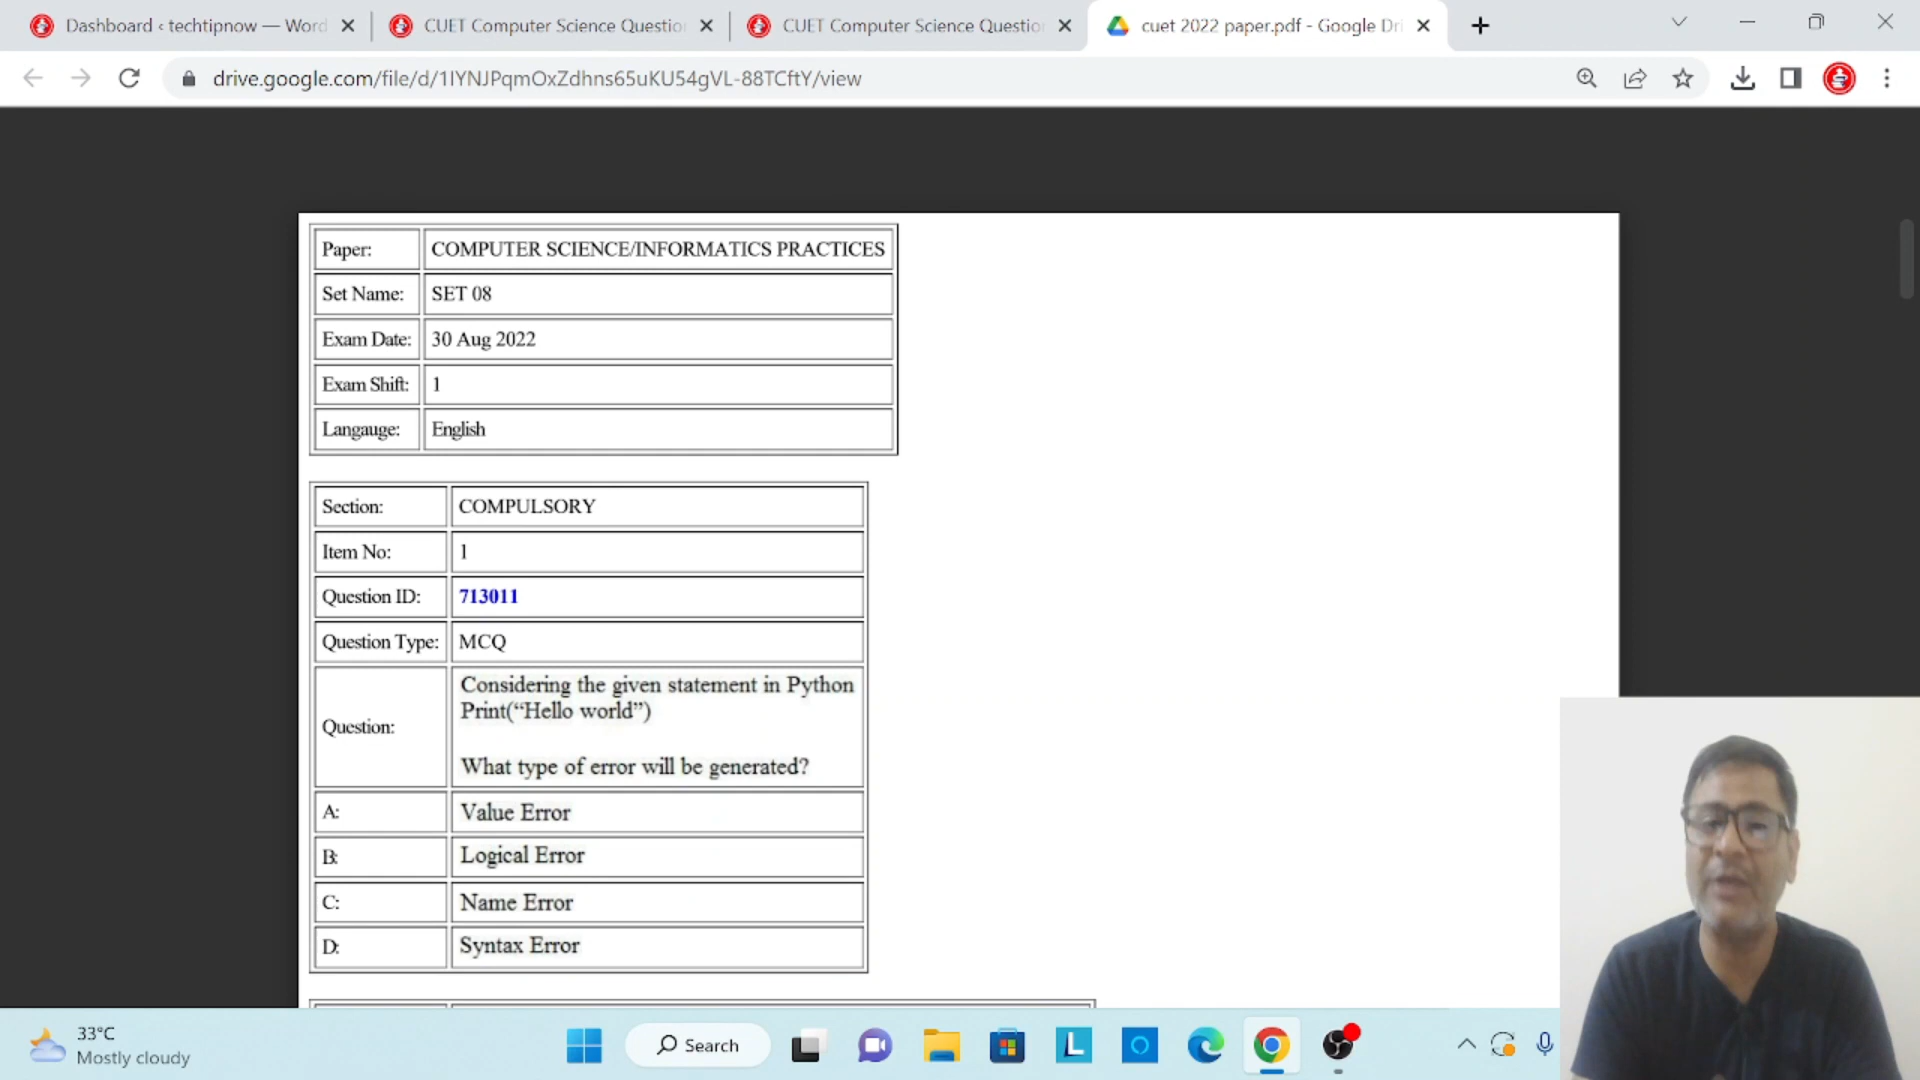 Dashboard ‹ techtipnow — Word
CUET Computer Science Question
CUET Computer Science Question
cuet 2022 paper.pdf - Google Dri
drive.google.com/file/d/1IYNJPqmOxZdhns65uKU54gVL-88TCftY/view
Paper: COMPUTER SCIENCE/INFORMATICS PRACTICES
Set Name: SET 08
Exam Date: 30 Aug 2022
Exam Shift: 1
Langauge: English
Section: COMPULSORY
Item No: 1
Question ID: 713011
Question Type: MCQ
Question:
Considering the given statement in Python
Print(“Hello world”)
What type of error will be generated?
A: Value Error
B: Logical Error
C: Name Error
D: Syntax Error
33°C
Mostly cloudy
Search